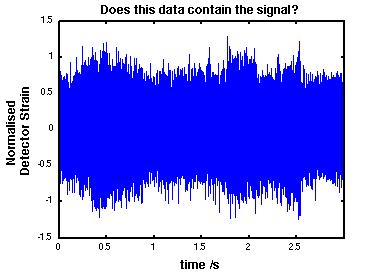 Does this data contain the signal?
1.5
1
0.5
0
-0.5
-1
-1.5
Normalised
Detector Strain
0 0.5 1 1.5 2 2.5
time /s